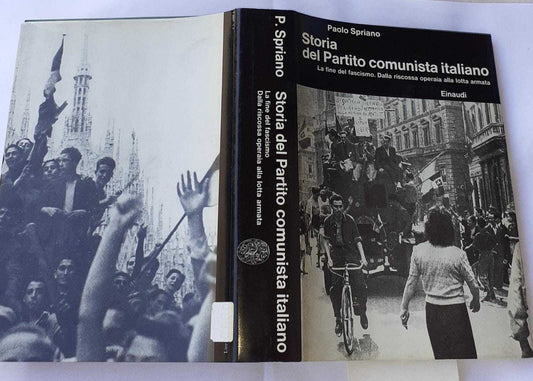 Paolo Spriano
Storia
del Partito comunista italiano
La fine del fascismo. Dalla riscossa operaia alla lotta armata
Einaudi
P. Spriano
Storia del Partito comunista italiano
La fine del fascismo
Dalla riscossa operaia alla lotta armata